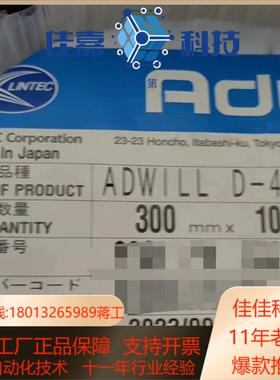 佳嘉 科技
LINTEC
第
Ad
C Corporation
23-23 Honcho, Itabashi-ku, Tokyo
in Japan
品種
OF PRODUCT
ADWILL D-4
数量
QUANTITY
300 mm x 10
番号
バーコード
线:18013265989蒋工
佳佳科
工厂正品保障 支持开票
11年老
自动化技术 十一年行业经验
爆款推